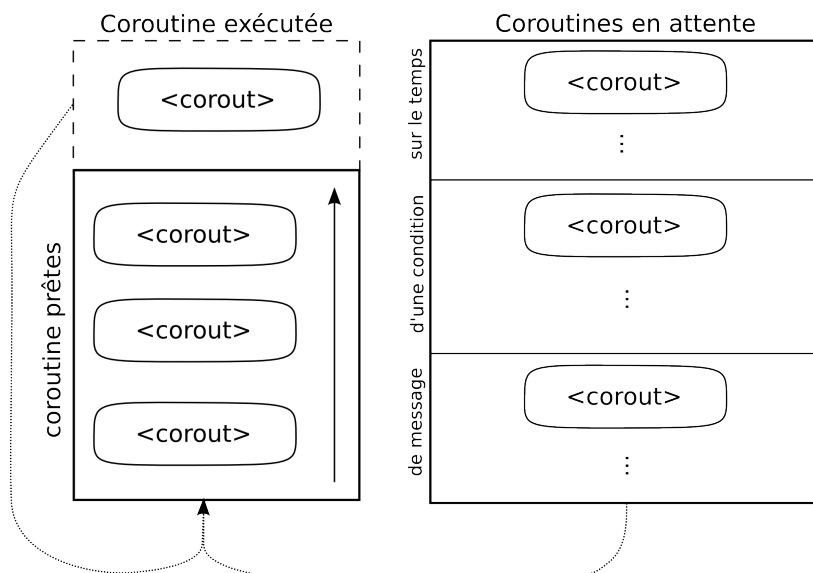 Coroutine exécutée
<corout>
coroutine prêtes
<corout>
<corout>
<corout>
Coroutines en attente
sur le temps
<corout>
⋮
d'une condition
<corout>
⋮
de message
<corout>
⋮